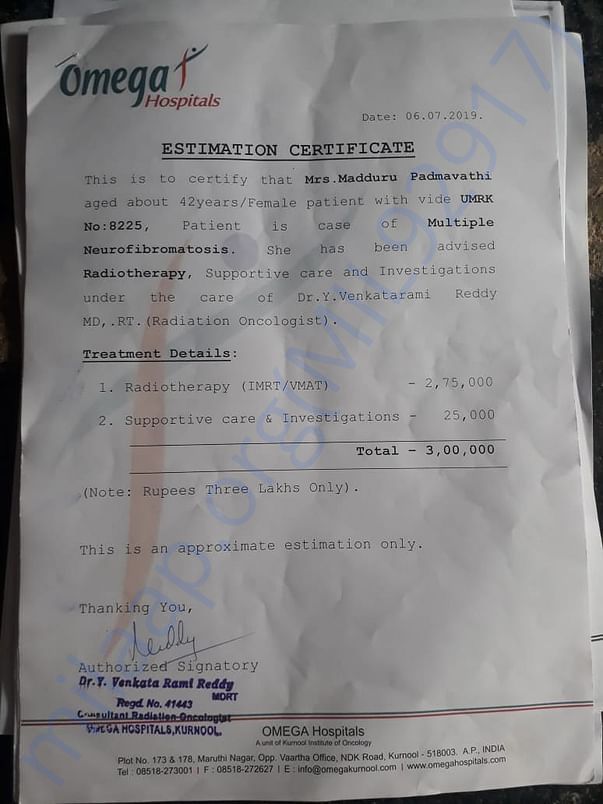 Omega
Hospitals
Date: 06.07.2019.
ESTIMATION CERTIFICATE
This is to certify that Mrs.Madduru Padmavathi
aged about 42years/Female patient with vide UMRK
No:8225, Patient is case of Multiple
Neurofibromatosis. She has been advised
Radiotherapy, Supportive care and Investigations
under the care of Dr.Y.Venkatarami Reddy
MD,.RT.(Radiation Oncologist).
Treatment Details:
1. Radiotherapy (IMRT/VMAT) - 2,75,000
2. Supportive care & Investigations - 25,000
Total - 3,00,000
(Note: Rupees Three Lakhs Only).
This is an approximate estimation only.
Thanking You,
Reddy
Authorized Signatory
Dr. Y. Venkata Rami Reddy
MDRT
Regd. No. 41443
Consultant Radiation Oncologist
OMEGA HOSPITALS, KURNOOL.
OMEGA Hospitals
A unit of Kurnool Institute of Oncology
Plot No. 173 & 178, Maruthi Nagar, Opp. Vaartha Office, NDK Road, Kurnool - 518003. A.P., INDIA
Tel : 08518-273001 | F : 08518-272627 | E : info@omegakurnool.com | www.omegahospitals.com
milaap.org(MIL92917)